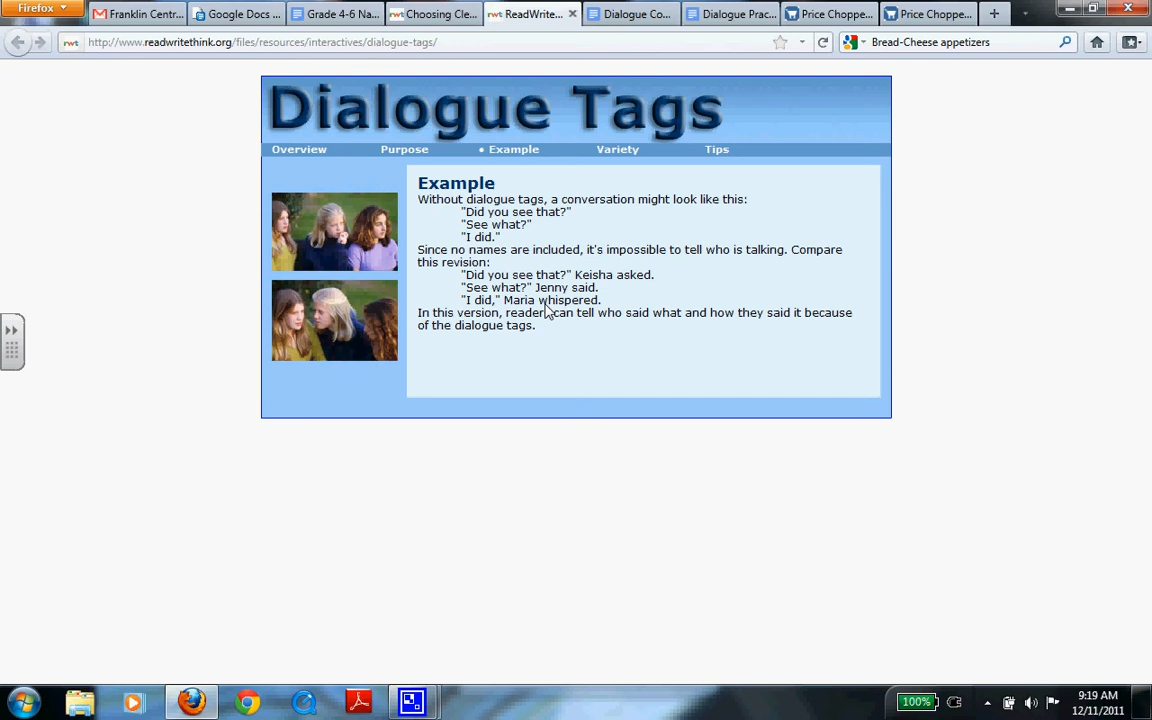 Firefox
Franklin Centr...
Google Docs ...
Grade 4-6 Na...
Choosing Cle...
ReadWrite...
Dialogue Co...
Dialogue Prac...
Price Choppe...
Price Choppe...
http://www.readwritethink.org/files/resources/interactives/dialogue-tags/
Bread-Cheese appetizers
Dialogue Tags
Overview Purpose • Example Variety Tips
Example
Without dialogue tags, a conversation might look like this:
"Did you see that?"
"See what?"
"I did."
Since no names are included, it's impossible to tell who is talking. Compare
this revision:
"Did you see that?" Keisha asked.
"See what?" Jenny said.
"I did," Maria whispered.
In this version, readers can tell who said what and how they said it because
of the dialogue tags.
100%
9:19 AM
12/11/2011